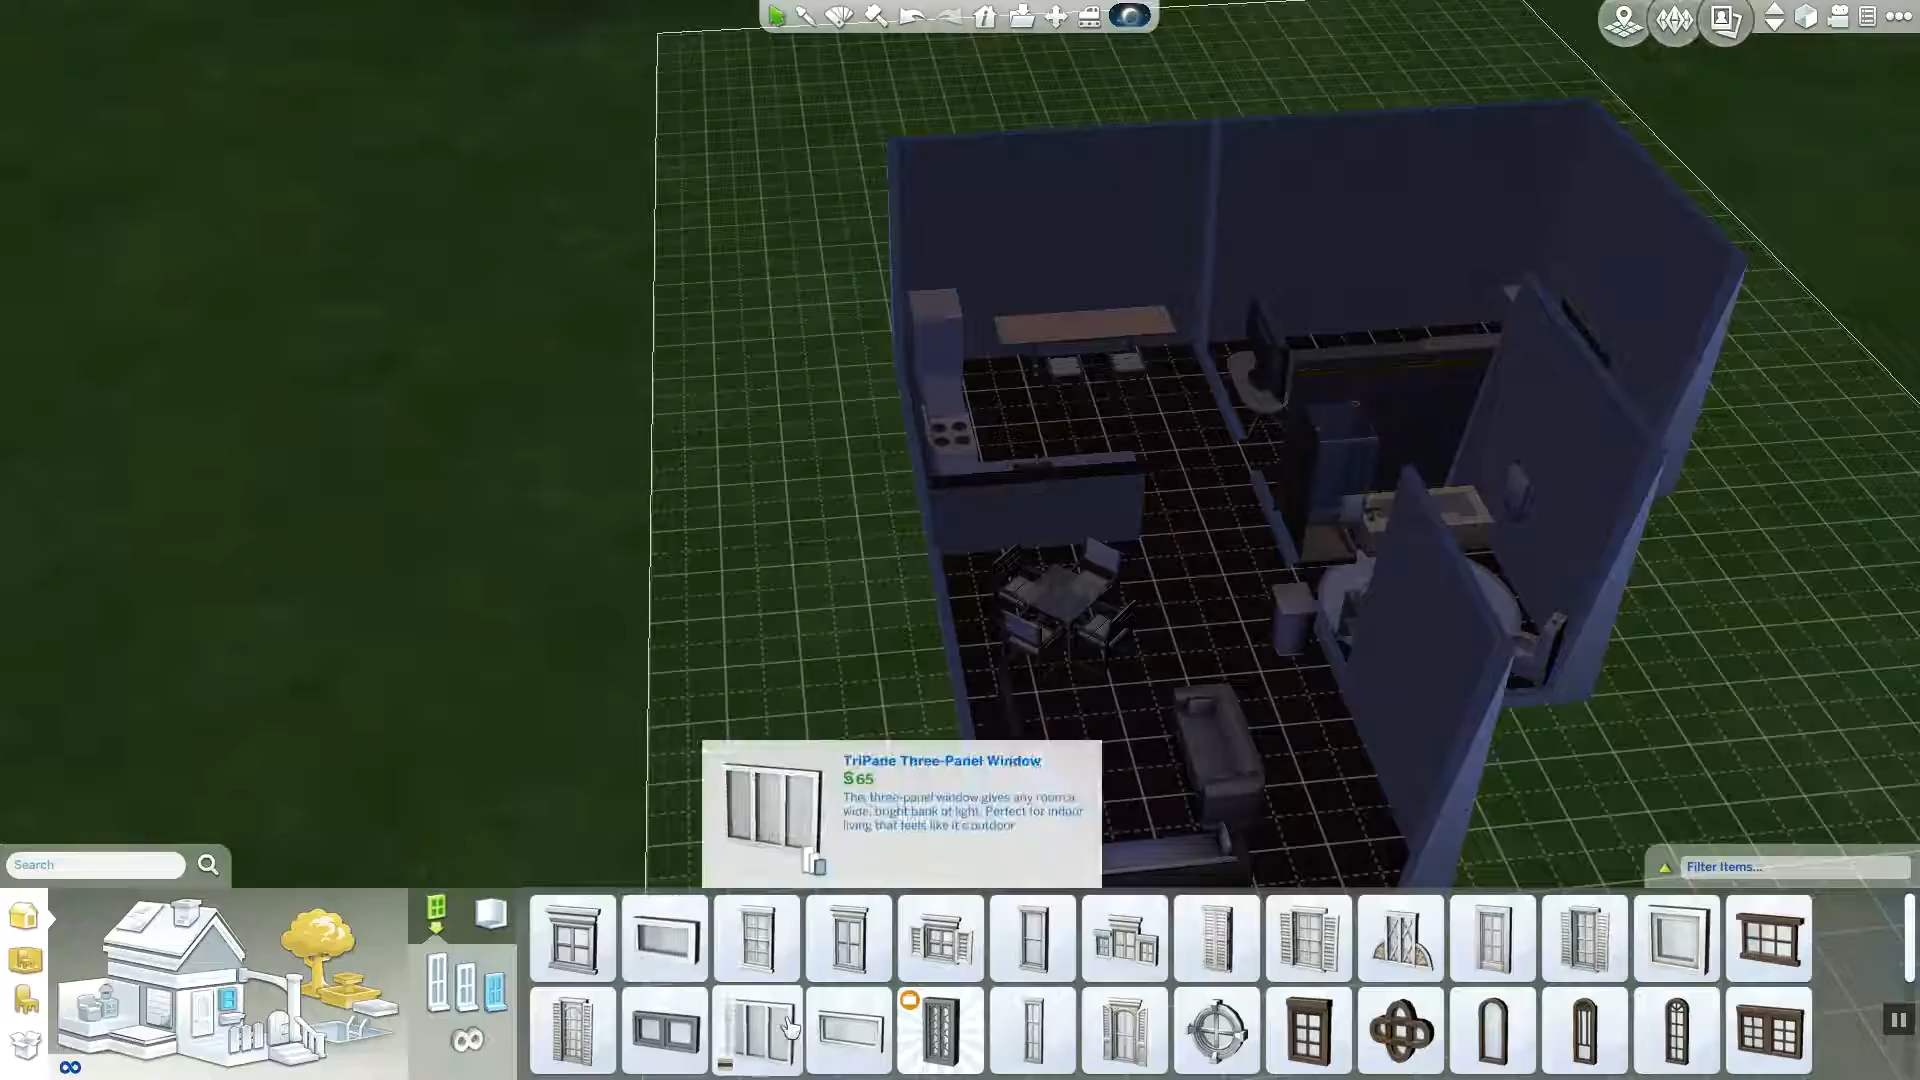 TriPane Three-Panel Window
§65
This three-panel window gives any room a
wide, bright bank of light. Perfect for indoor
living that feels like it's outdoor
Search
Filter Items...